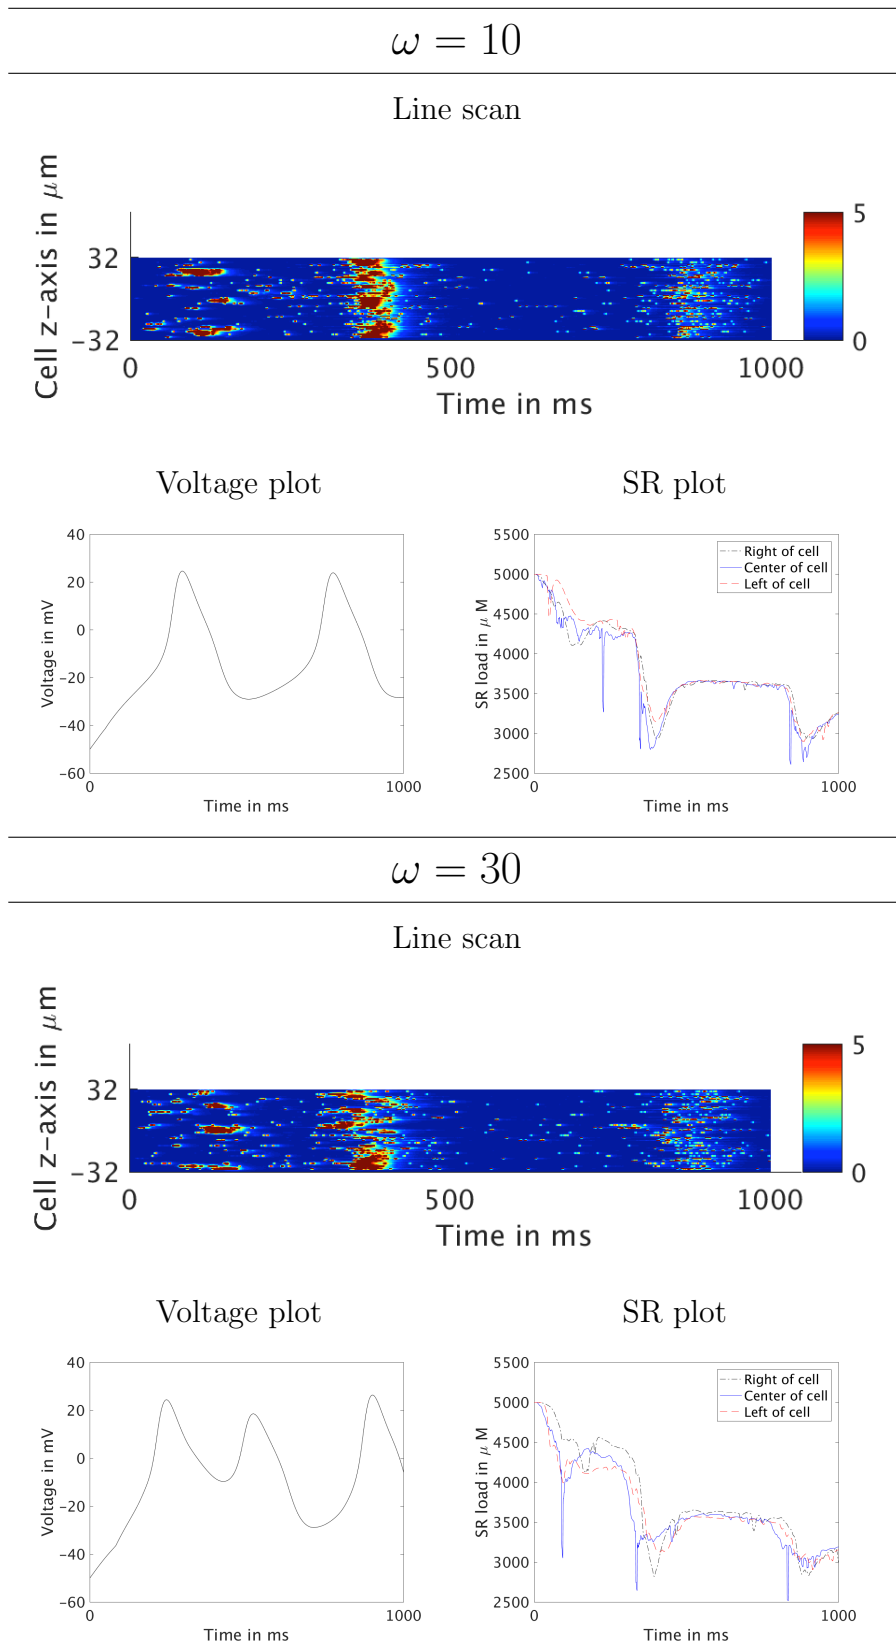 ω = 10
Line scan
Cell z-axis in μm
32
-32
0
500
1000
Time in ms
5
0
Voltage plot
SR plot
Voltage in mV
40
20
0
-20
-40
-60
0
1000
Time in ms
SR load in μ M
5500
5000
4500
4000
3500
3000
2500
0
1000
Time in ms
Right of cell
Center of cell
Left of cell
ω = 30
Line scan
Cell z-axis in μm
32
-32
0
500
1000
Time in ms
5
0
Voltage plot
SR plot
Voltage in mV
40
20
0
-20
-40
-60
0
1000
Time in ms
SR load in μ M
5500
5000
4500
4000
3500
3000
2500
0
1000
Time in ms
Right of cell
Center of cell
Left of cell